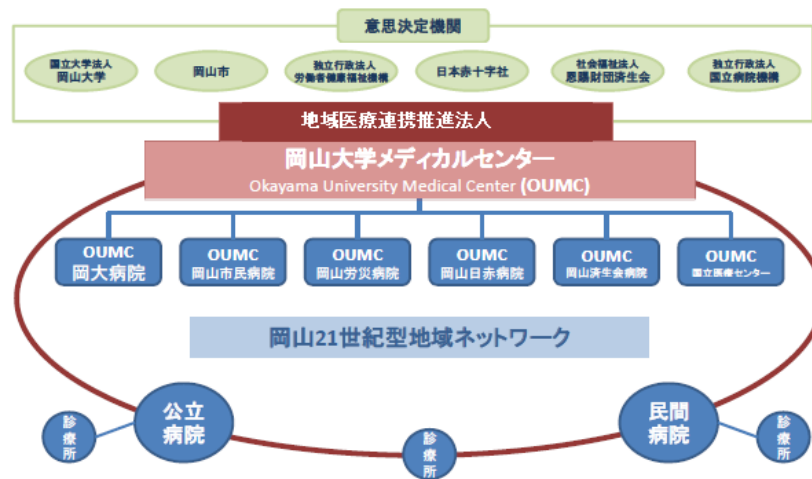 意思決定機関
国立大学法人
岡山大学
岡山市
独立行政法人
労働者健康福祉機構
日本赤十字社
社会福祉法人
恩賜財団済生会
独立行政法人
国立病院機構
地域医療連携推進法人
岡山大学メディカルセンター
Okayama University Medical Center (OUMC)
OUMC
岡大病院
OUMC
岡山市民病院
OUMC
岡山労災病院
OUMC
岡山日赤病院
OUMC
岡山済生会病院
OUMC
国立医療センター
岡山21世紀型地域ネットワーク
公立
病院
民間
病院
診療所
診療所
診療所